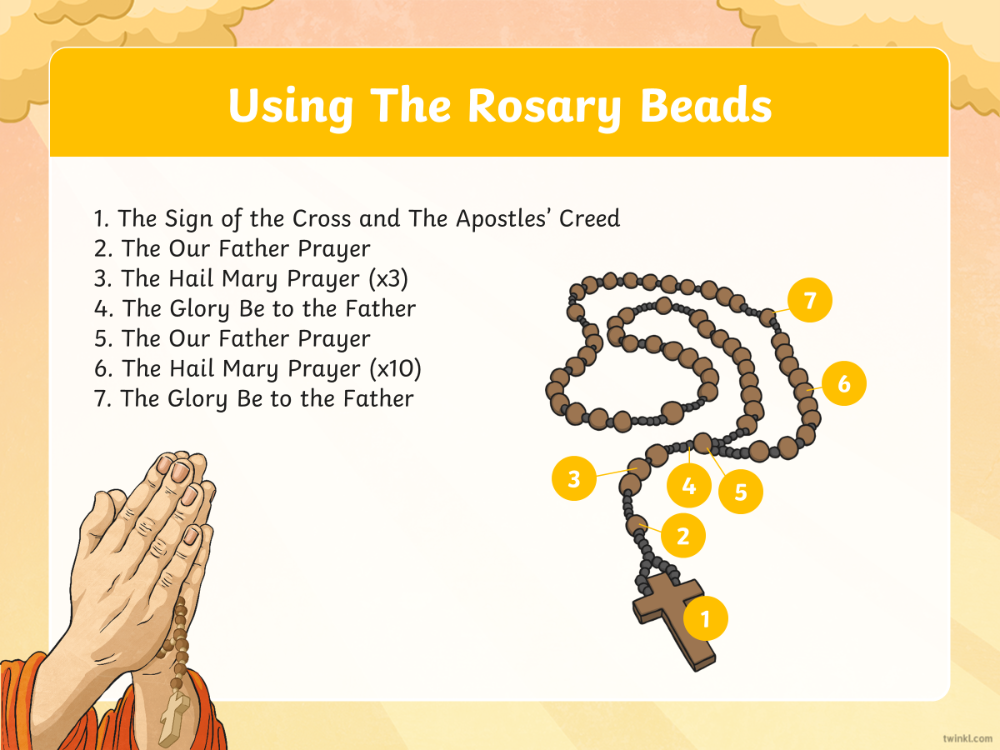 Using The Rosary Beads
1. The Sign of the Cross and The Apostles’ Creed
2. The Our Father Prayer
3. The Hail Mary Prayer (x3)
4. The Glory Be to the Father
5. The Our Father Prayer
6. The Hail Mary Prayer (x10)
7. The Glory Be to the Father
7
6
3
4
5
2
1
twinkl.com